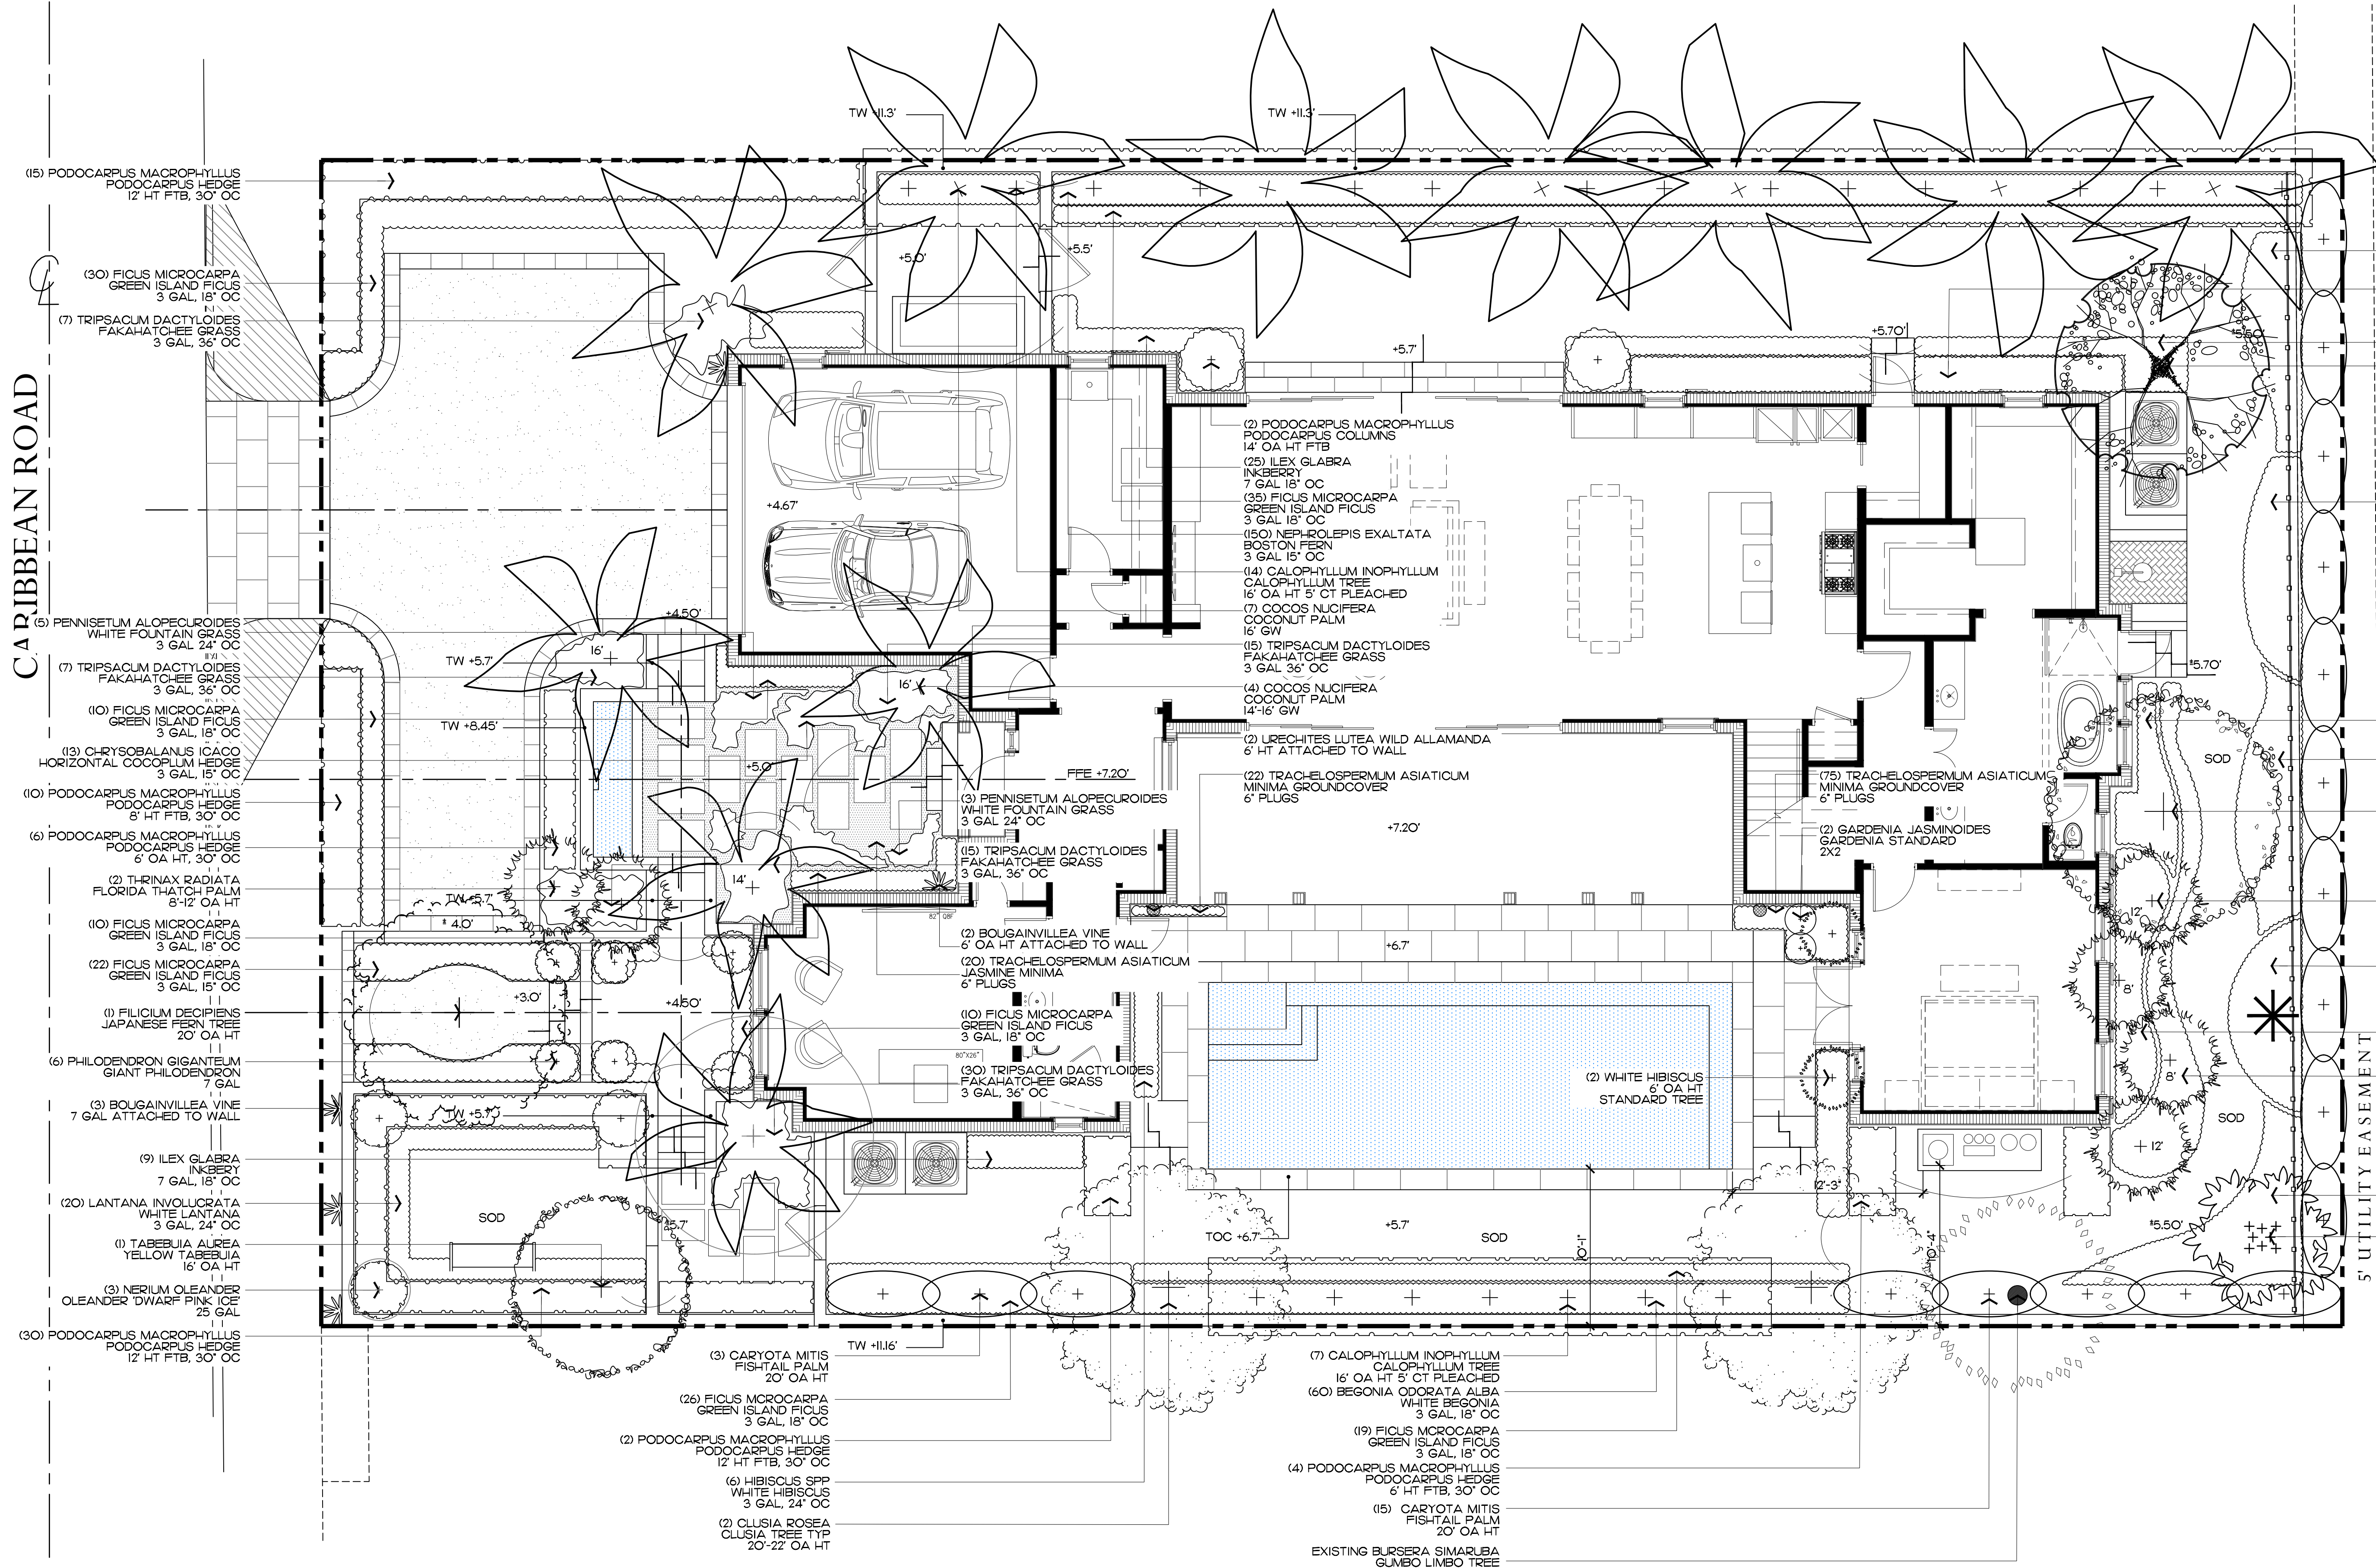 TW +11.3'
TW +11.3'
(15) PODOCARPUS MACROPHYLLUS
PODOCARPUS HEDGE
12' HT FTB, 30" OC
(30) FICUS MICROCARPA
GREEN ISLAND FICUS
3 GAL, 18" OC
(7) TRIPSACUM DACTYLOIDES
FAKAHATCHEE GRASS
3 GAL, 36" OC
CARIBBEAN ROAD
(5) PENNISETUM ALOPECUROIDES
WHITE FOUNTAIN GRASS
3 GAL 24" OC
(7) TRIPSACUM DACTYLOIDES
FAKAHATCHEE GRASS
3 GAL, 36" OC
(10) FICUS MICROCARPA
GREEN ISLAND FICUS
3 GAL, 18" OC
(13) CHRYSOBALANUS ICACO
HORIZONTAL COCOPLUM HEDGE
3 GAL, 15" OC
(10) PODOCARPUS MACROPHYLLUS
PODOCARPUS HEDGE
8' HT FTB, 30" OC
(6) PODOCARPUS MACROPHYLLUS
PODOCARPUS HEDGE
6' OA HT, 30" OC
(2) THRINAX RADIATA
FLORIDA THATCH PALM
8'-12' OA HT
(10) FICUS MICROCARPA
GREEN ISLAND FICUS
3 GAL, 18" OC
(22) FICUS MICROCARPA
GREEN ISLAND FICUS
3 GAL, 15" OC
(1) FILICIUM DECIPIENS
JAPANESE FERN TREE
20' OA HT
(6) PHILODENDRON GIGANTEUM
GIANT PHILODENDRON
7 GAL
(3) BOUGAINVILLEA VINE
7 GAL ATTACHED TO WALL
(9) ILEX GLABRA
INKBERY
7 GAL, 18" OC
(20) LANTANA INVOLUCRATA
WHITE LANTANA
3 GAL, 24" OC
(1) TABEBUIA AUREA
YELLOW TABEBUIA
16' OA HT
(3) NERIUM OLEANDER
OLEANDER 'DWARF PINK ICE'
25 GAL
(30) PODOCARPUS MACROPHYLLUS
PODOCARPUS HEDGE
12' HT FTB, 30" OC
+5.0'
+5.5'
+5.7'
+5.70'
+4.67'
+4.50'
16'
TW +5.7'
16'
TW +8.45'
+5.0'
FFE +7.20'
14'
TW +5.7'
4.0'
82" OBF
+3.0'
+4.50'
80"X26"
TW +5.7'
SOD
+5.7'
(2) PODOCARPUS MACROPHYLLUS
PODOCARPUS COLUMNS
14' OA HT FTB
(25) ILEX GLABRA
INKBERRY
7 GAL 18" OC
(35) FICUS MICROCARPA
GREEN ISLAND FICUS
3 GAL 18" OC
(150) NEPHROLEPIS EXALTATA
BOSTON FERN
3 GAL 15" OC
(14) CALOPHYLLUM INOPHYLLUM
CALOPHYLLUM TREE
16' OA HT 5' CT PLEACHED
(7) COCOS NUCIFERA
COCONUT PALM
16' GW
(15) TRIPSACUM DACTYLOIDES
FAKAHATCHEE GRASS
3 GAL 36" OC
(4) COCOS NUCIFERA
COCONUT PALM
14'-16' GW
(2) URECHITES LUTEA WILD ALLAMANDA
6' HT ATTACHED TO WALL
(22) TRACHELOSPERMUM ASIATICUM
MINIMA GROUNDCOVER
6" PLUGS
+7.20'
(75) TRACHELOSPERMUM ASIATICUM
MINIMA GROUNDCOVER
6" PLUGS
(2) GARDENIA JASMINOIDES
GARDENIA STANDARD
2X2
(3) PENNISETUM ALOPECUROIDES
WHITE FOUNTAIN GRASS
3 GAL 24" OC
(15) TRIPSACUM DACTYLOIDES
FAKAHATCHEE GRASS
3 GAL, 36" OC
(2) BOUGAINVILLEA VINE
6' OA HT ATTACHED TO WALL
(20) TRACHELOSPERMUM ASIATICUM
JASMINE MINIMA
6" PLUGS
(10) FICUS MICROCARPA
GREEN ISLAND FICUS
3 GAL, 18" OC
(30) TRIPSACUM DACTYLOIDES
FAKAHATCHEE GRASS
3 GAL, 36" OC
+6.7'
(2) WHITE HIBISCUS
6' OA HT
STANDARD TREE
5.50'
5.70'
SOD
12'
8'
8'
12'
SOD
5.50'
12'-3"
10'-1"
10'-4"
TOC +6.7'
+5.7'
SOD
5' UTILITY EASEMENT
TW +11.16'
(3) CARYOTA MITIS
FISHTAIL PALM
20' OA HT
(26) FICUS MCROCARPA
GREEN ISLAND FICUS
3 GAL, 18" OC
(2) PODOCARPUS MACROPHYLLUS
PODOCARPUS HEDGE
12' HT FTB, 30" OC
(6) HIBISCUS SPP
WHITE HIBISCUS
3 GAL, 24" OC
(2) CLUSIA ROSEA
CLUSIA TREE TYP
20'-22' OA HT
(7) CALOPHYLLUM INOPHYLLUM
CALOPHYLLUM TREE
16' OA HT 5' CT PLEACHED
(60) BEGONIA ODORATA ALBA
WHITE BEGONIA
3 GAL, 18" OC
(19) FICUS MCROCARPA
GREEN ISLAND FICUS
3 GAL, 18" OC
(4) PODOCARPUS MACROPHYLLUS
PODOCARPUS HEDGE
6' HT FTB, 30" OC
(15) CARYOTA MITIS
FISHTAIL PALM
20' OA HT
EXISTING BURSERA SIMARUBA
GUMBO LIMBO TREE